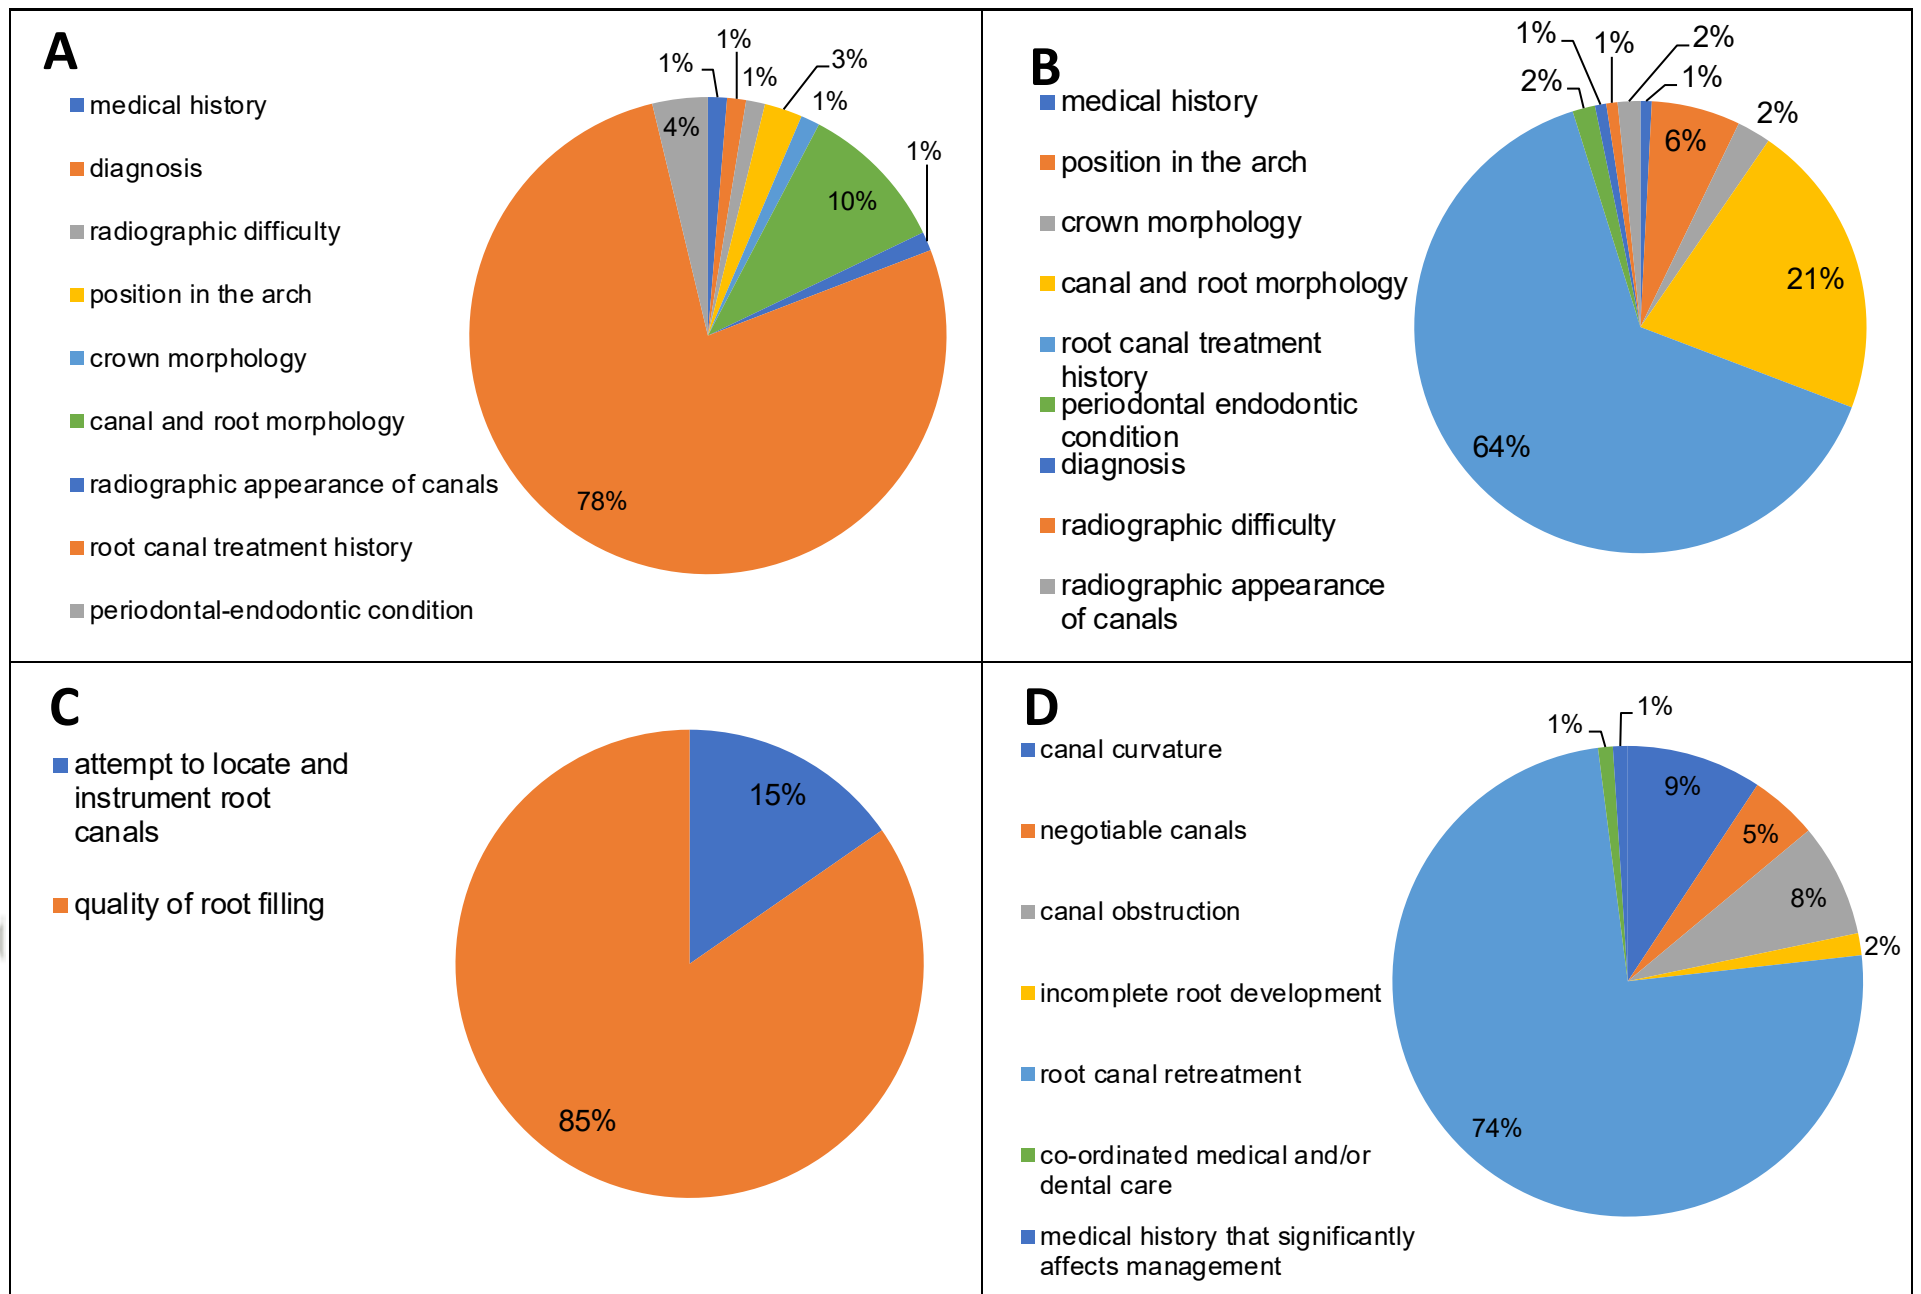 A
medical history
diagnosis
radiographic difficulty
position in the arch
crown morphology
canal and root morphology
radiographic appearance of canals
root canal treatment history
periodontal-endodontic condition
1%
1%
1%
3%
1%
10%
1%
78%
4%
B
medical history
position in the arch
crown morphology
canal and root morphology
root canal treatment
history
periodontal endodontic
condition
diagnosis
radiographic difficulty
radiographic appearance
of canals
1%
6%
2%
21%
64%
2%
1%
1%
2%
C
attempt to locate and
instrument root
canals
quality of root filling
15%
85%
D
canal curvature
negotiable canals
canal obstruction
incomplete root development
root canal retreatment
co-ordinated medical and/or
dental care
medical history that significantly
affects management
9%
5%
8%
2%
74%
1%
1%